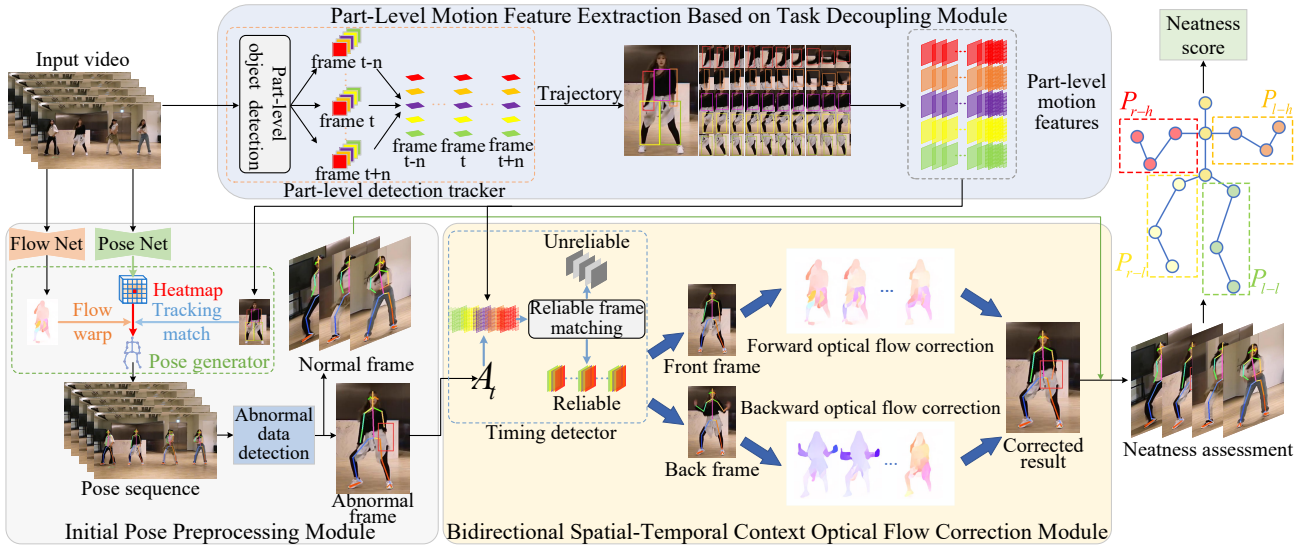 Part-Level Motion Feature Eextraction Based on Task Decoupling Module
Input video
Part-level
object detection
frame t-n
frame t
frame t+n
frame
t-n
frame
t
frame
t+n
Part-level detection tracker
Trajectory
Part-level
motion
features
Neatness
score
P_{r-h}
P_{l-h}
P_{r-l}
P_{l-l}
Flow Net
Pose Net
Heatmap
Flow
warp
Tracking
match
Pose generator
Normal frame
Pose sequence
Abnormal
data
detection
Abnormal
frame
Initial Pose Preprocessing Module
Unreliable
Reliable frame
matching
A_t
Reliable
Timing detector
Front frame
Back frame
Forward optical flow correction
...
Backward optical flow correction
...
Corrected
result
Bidirectional Spatial-Temporal Context Optical Flow Correction Module
Neatness assessment